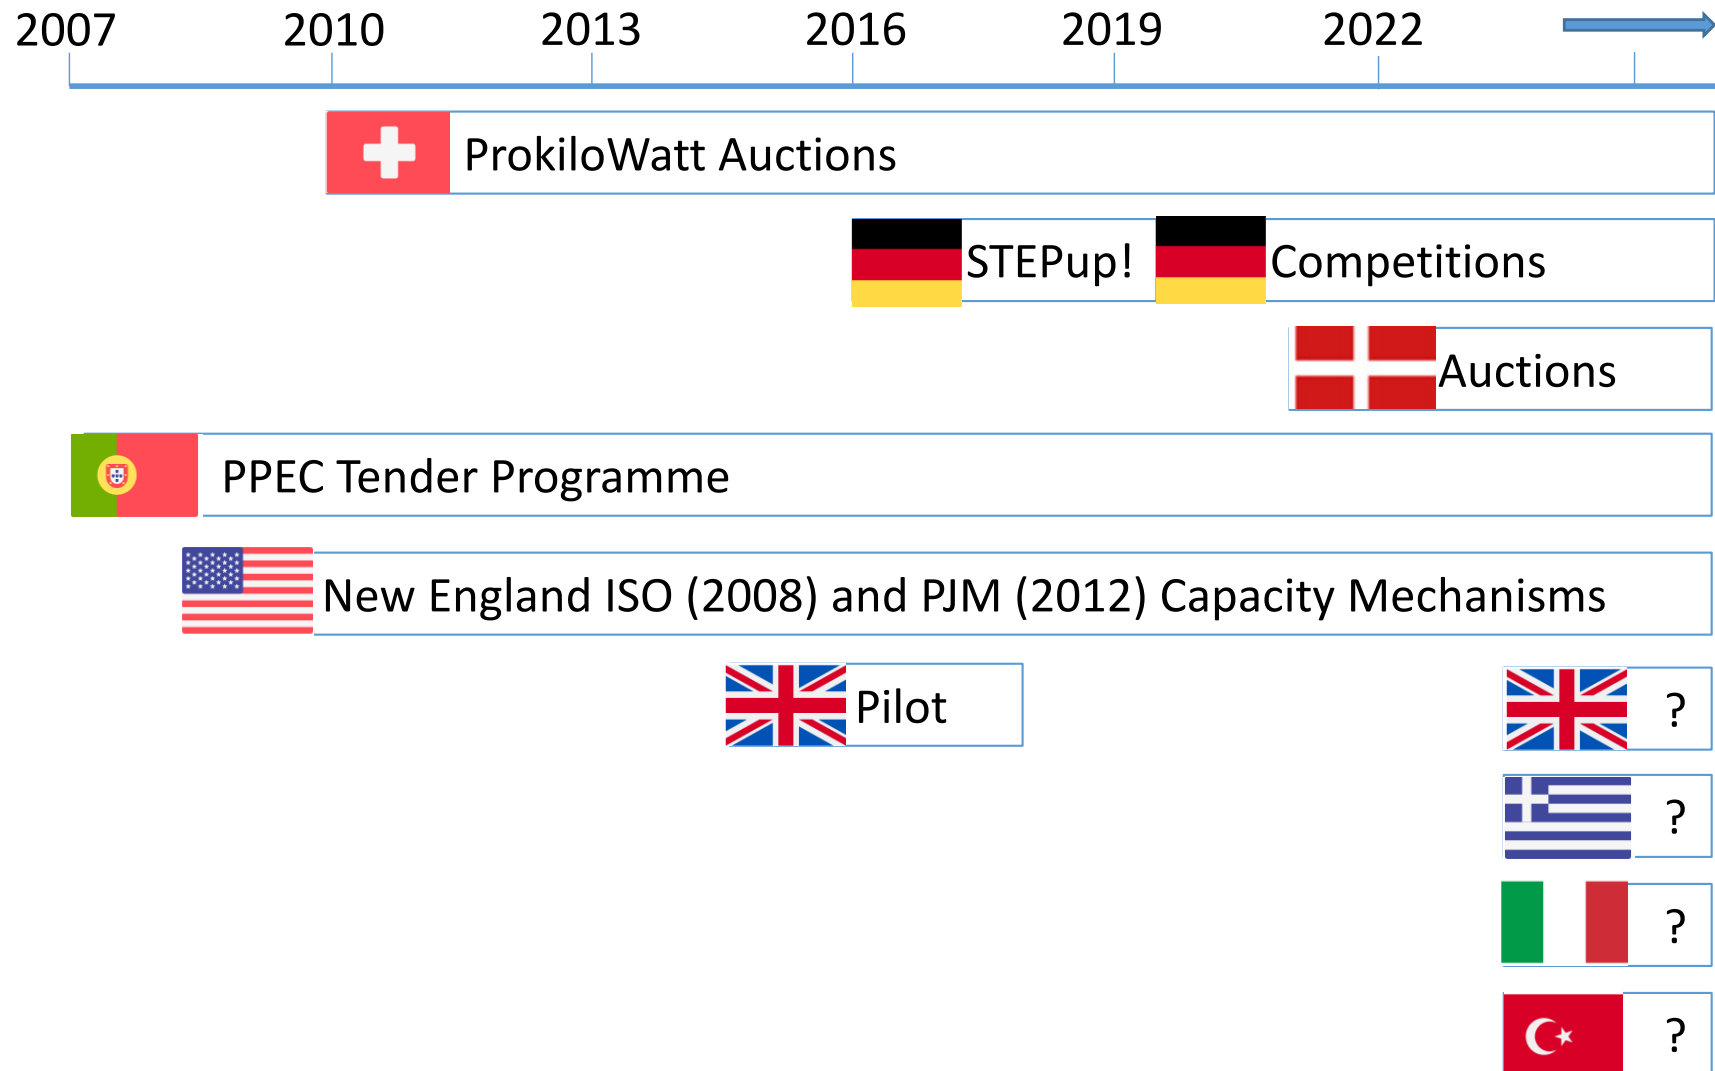 2007 2010 2013 2016 2019 2022
ProkiloWatt Auctions
STEPup! Competitions
Auctions
PPEC Tender Programme
New England ISO (2008) and PJM (2012) Capacity Mechanisms
Pilot ?
?
?
?